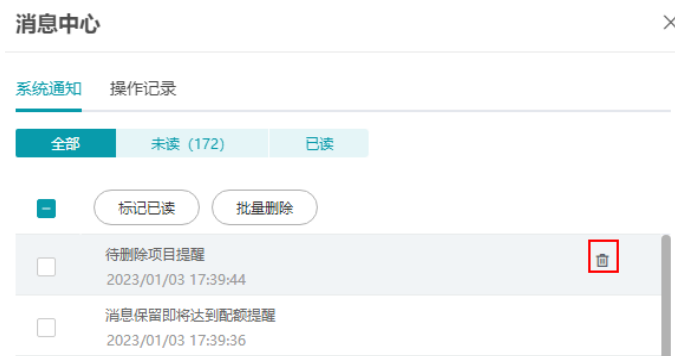 消息中心
系统通知 操作记录
全部 未读（172） 已读
标记已读 批量删除
待删除项目提醒
2023/01/03 17:39:44
消息保留即将达到配额提醒
2023/01/03 17:39:36